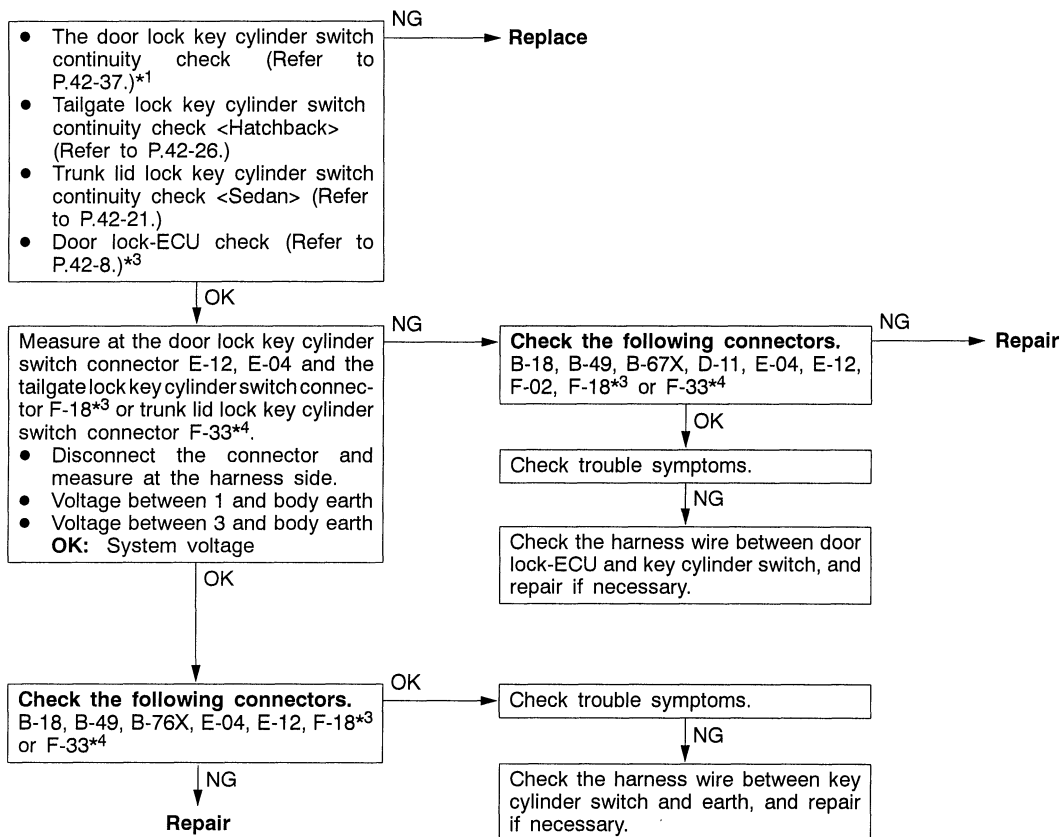 ● The door lock key cylinder switch
continuity check (Refer to
P.42-37.)*1
● Tailgate lock key cylinder switch
continuity check <Hatchback>
(Refer to P.42-26.)
● Trunk lid lock key cylinder switch
continuity check <Sedan> (Refer
to P.42-21.)
● Door lock-ECU check (Refer to
P.42-8.)*3
NG
Replace
OK
Measure at the door lock key cylinder
switch connector E-12, E-04 and the
tailgate lock key cylinder switch connec-
tor F-18*3 or trunk lid lock key cylinder
switch connector F-33*4.
● Disconnect the connector and
measure at the harness side.
● Voltage between 1 and body earth
● Voltage between 3 and body earth
OK: System voltage
NG
Check the following connectors.
B-18, B-49, B-67X, D-11, E-04, E-12,
F-02, F-18*3 or F-33*4
NG
Repair
OK
Check trouble symptoms.
NG
Check the harness wire between door
lock-ECU and key cylinder switch, and
repair if necessary.
OK
Check the following connectors.
B-18, B-49, B-76X, E-04, E-12, F-18*3
or F-33*4
OK
Check trouble symptoms.
NG
Check the harness wire between key
cylinder switch and earth, and repair
if necessary.
NG
Repair